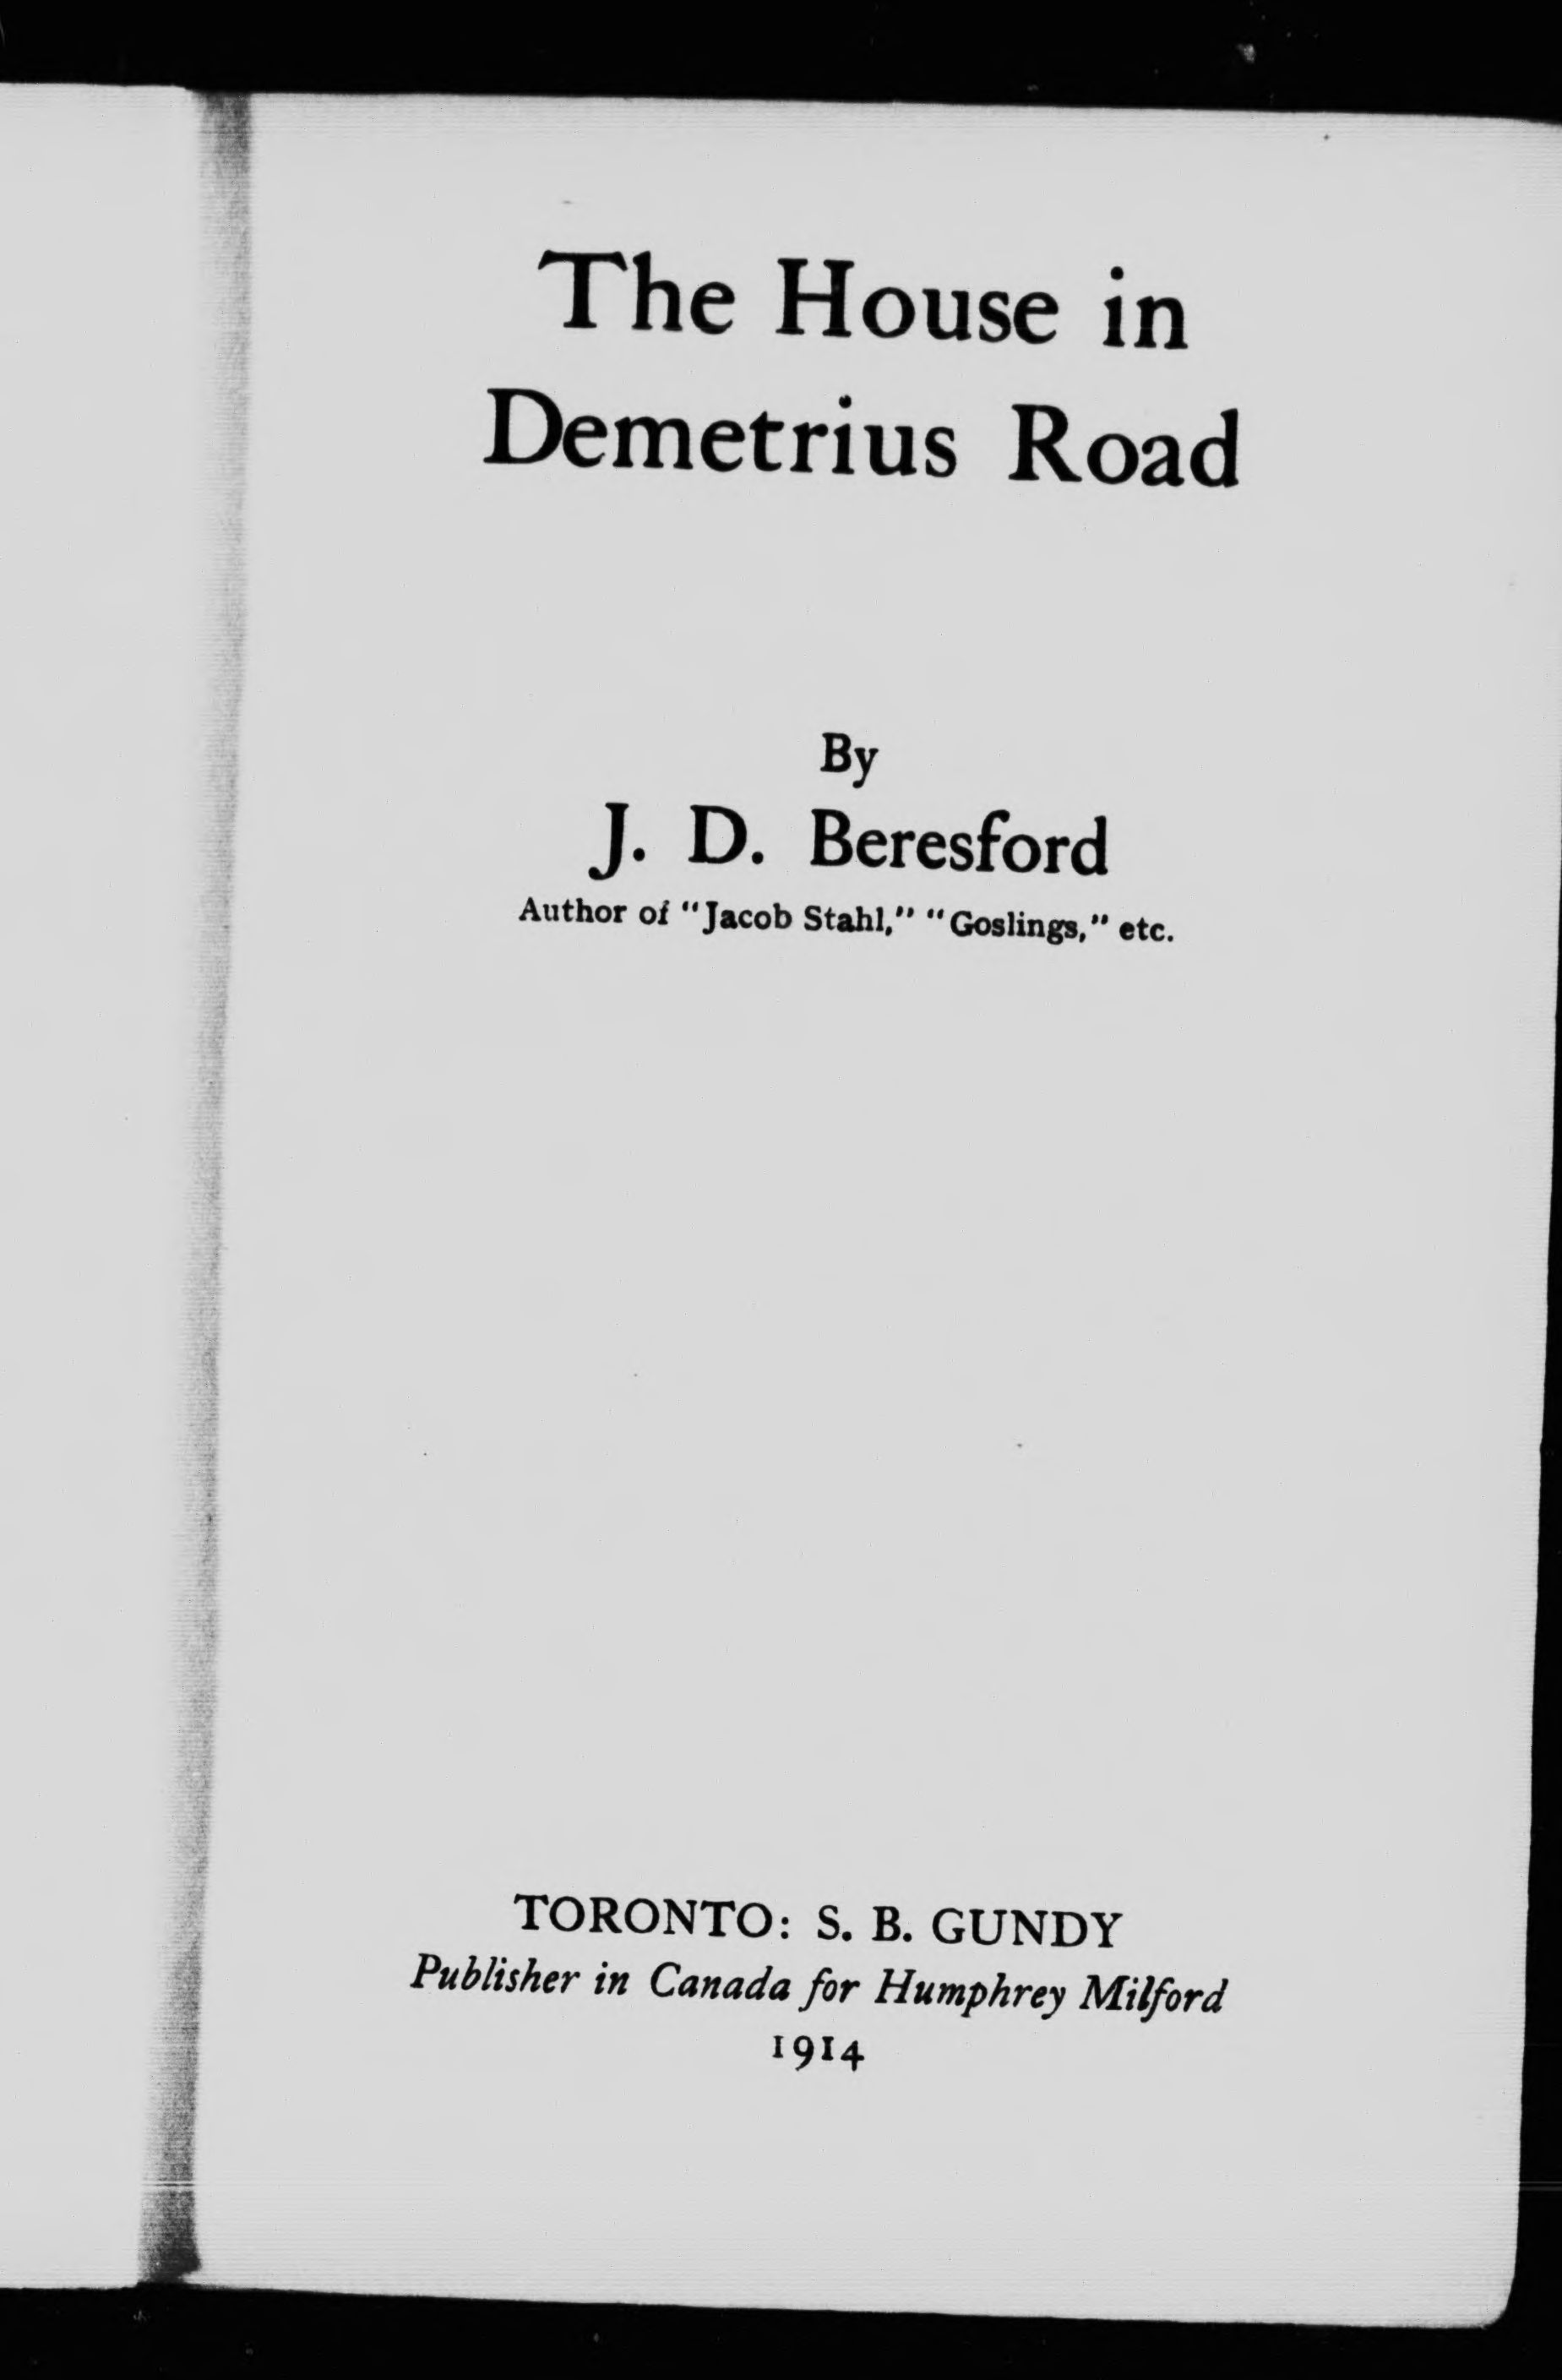 The House in
Demetrius Road
By
J. D. Beresford
Author of "Jacob Stahl," "Goslings," etc.
TORONTO: S. B. GUNDY
Publisher in Canada for Humphrey Milford
1914